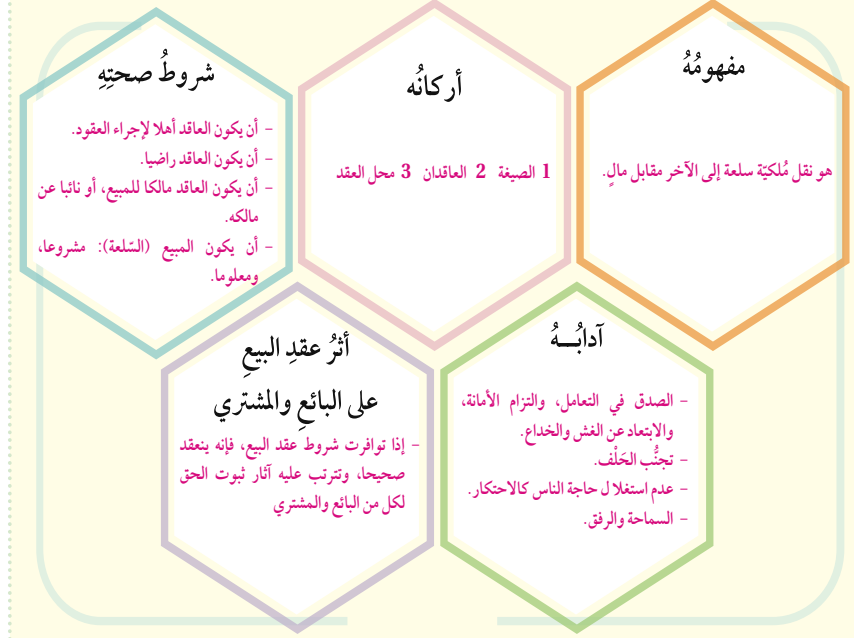 مفهومُهُ
هو نقل مُلكيّة سلعة إلى الآخر مقابل مالٍ.
أركانُه
1 الصيغة 2 العاقدان 3 محل العقد
شروطُ صحتِهِ
- أن يكون العاقد أهلا لإجراء العقود.
- أن يكون العاقد راضيا.
- أن يكون العاقد مالكا للمبيع، أو نائبا عن
مالكه.
- أن يكون المبيع (السّلعة): مشروعا،
ومعلوما.
آدابُـــهُ
- الصدق في التعامل، والتزام الأمانة،
والابتعاد عن الغش والخداع.
- تجنُّب الحَلْف.
- عدم استغلال حاجة الناس كالاحتكار.
- السماحة والرفق.
أثرُ عقدِ البيعِ
على البائعِ والمشتري
- إذا توافرت شروط عقد البيع، فإنه ينعقد
صحيحا، وتترتب عليه آثار ثبوت الحق
لكل من البائع والمشتري